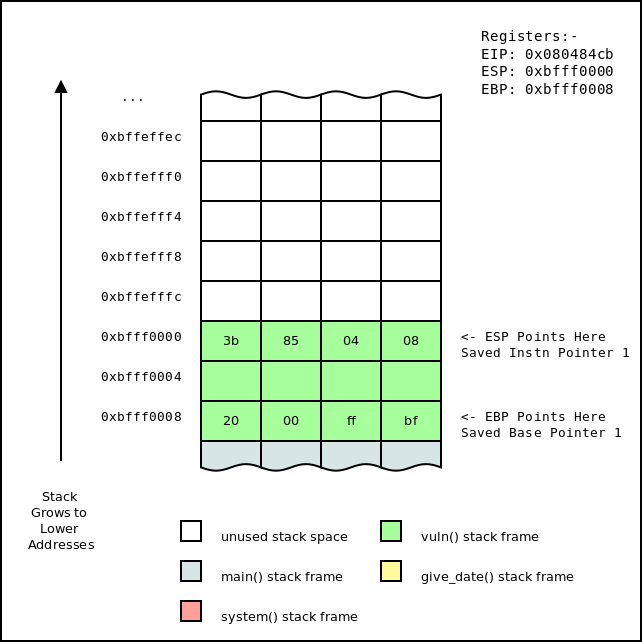 Registers:-
EIP: 0x080484cb
ESP: 0xbfff0000
EBP: 0xbfff0008
...
0xbffeffec
0xbffefff0
0xbffefff4
0xbffefff8
0xbffefffc
0xbfff0000 3b 85 04 08 <- ESP Points Here
Saved Instn Pointer 1
0xbfff0004
0xbfff0008 20 00 ff bf <- EBP Points Here
Saved Base Pointer 1
Stack
Grows to
Lower
Addresses
unused stack space
vuln() stack frame
main() stack frame
give_date() stack frame
system() stack frame